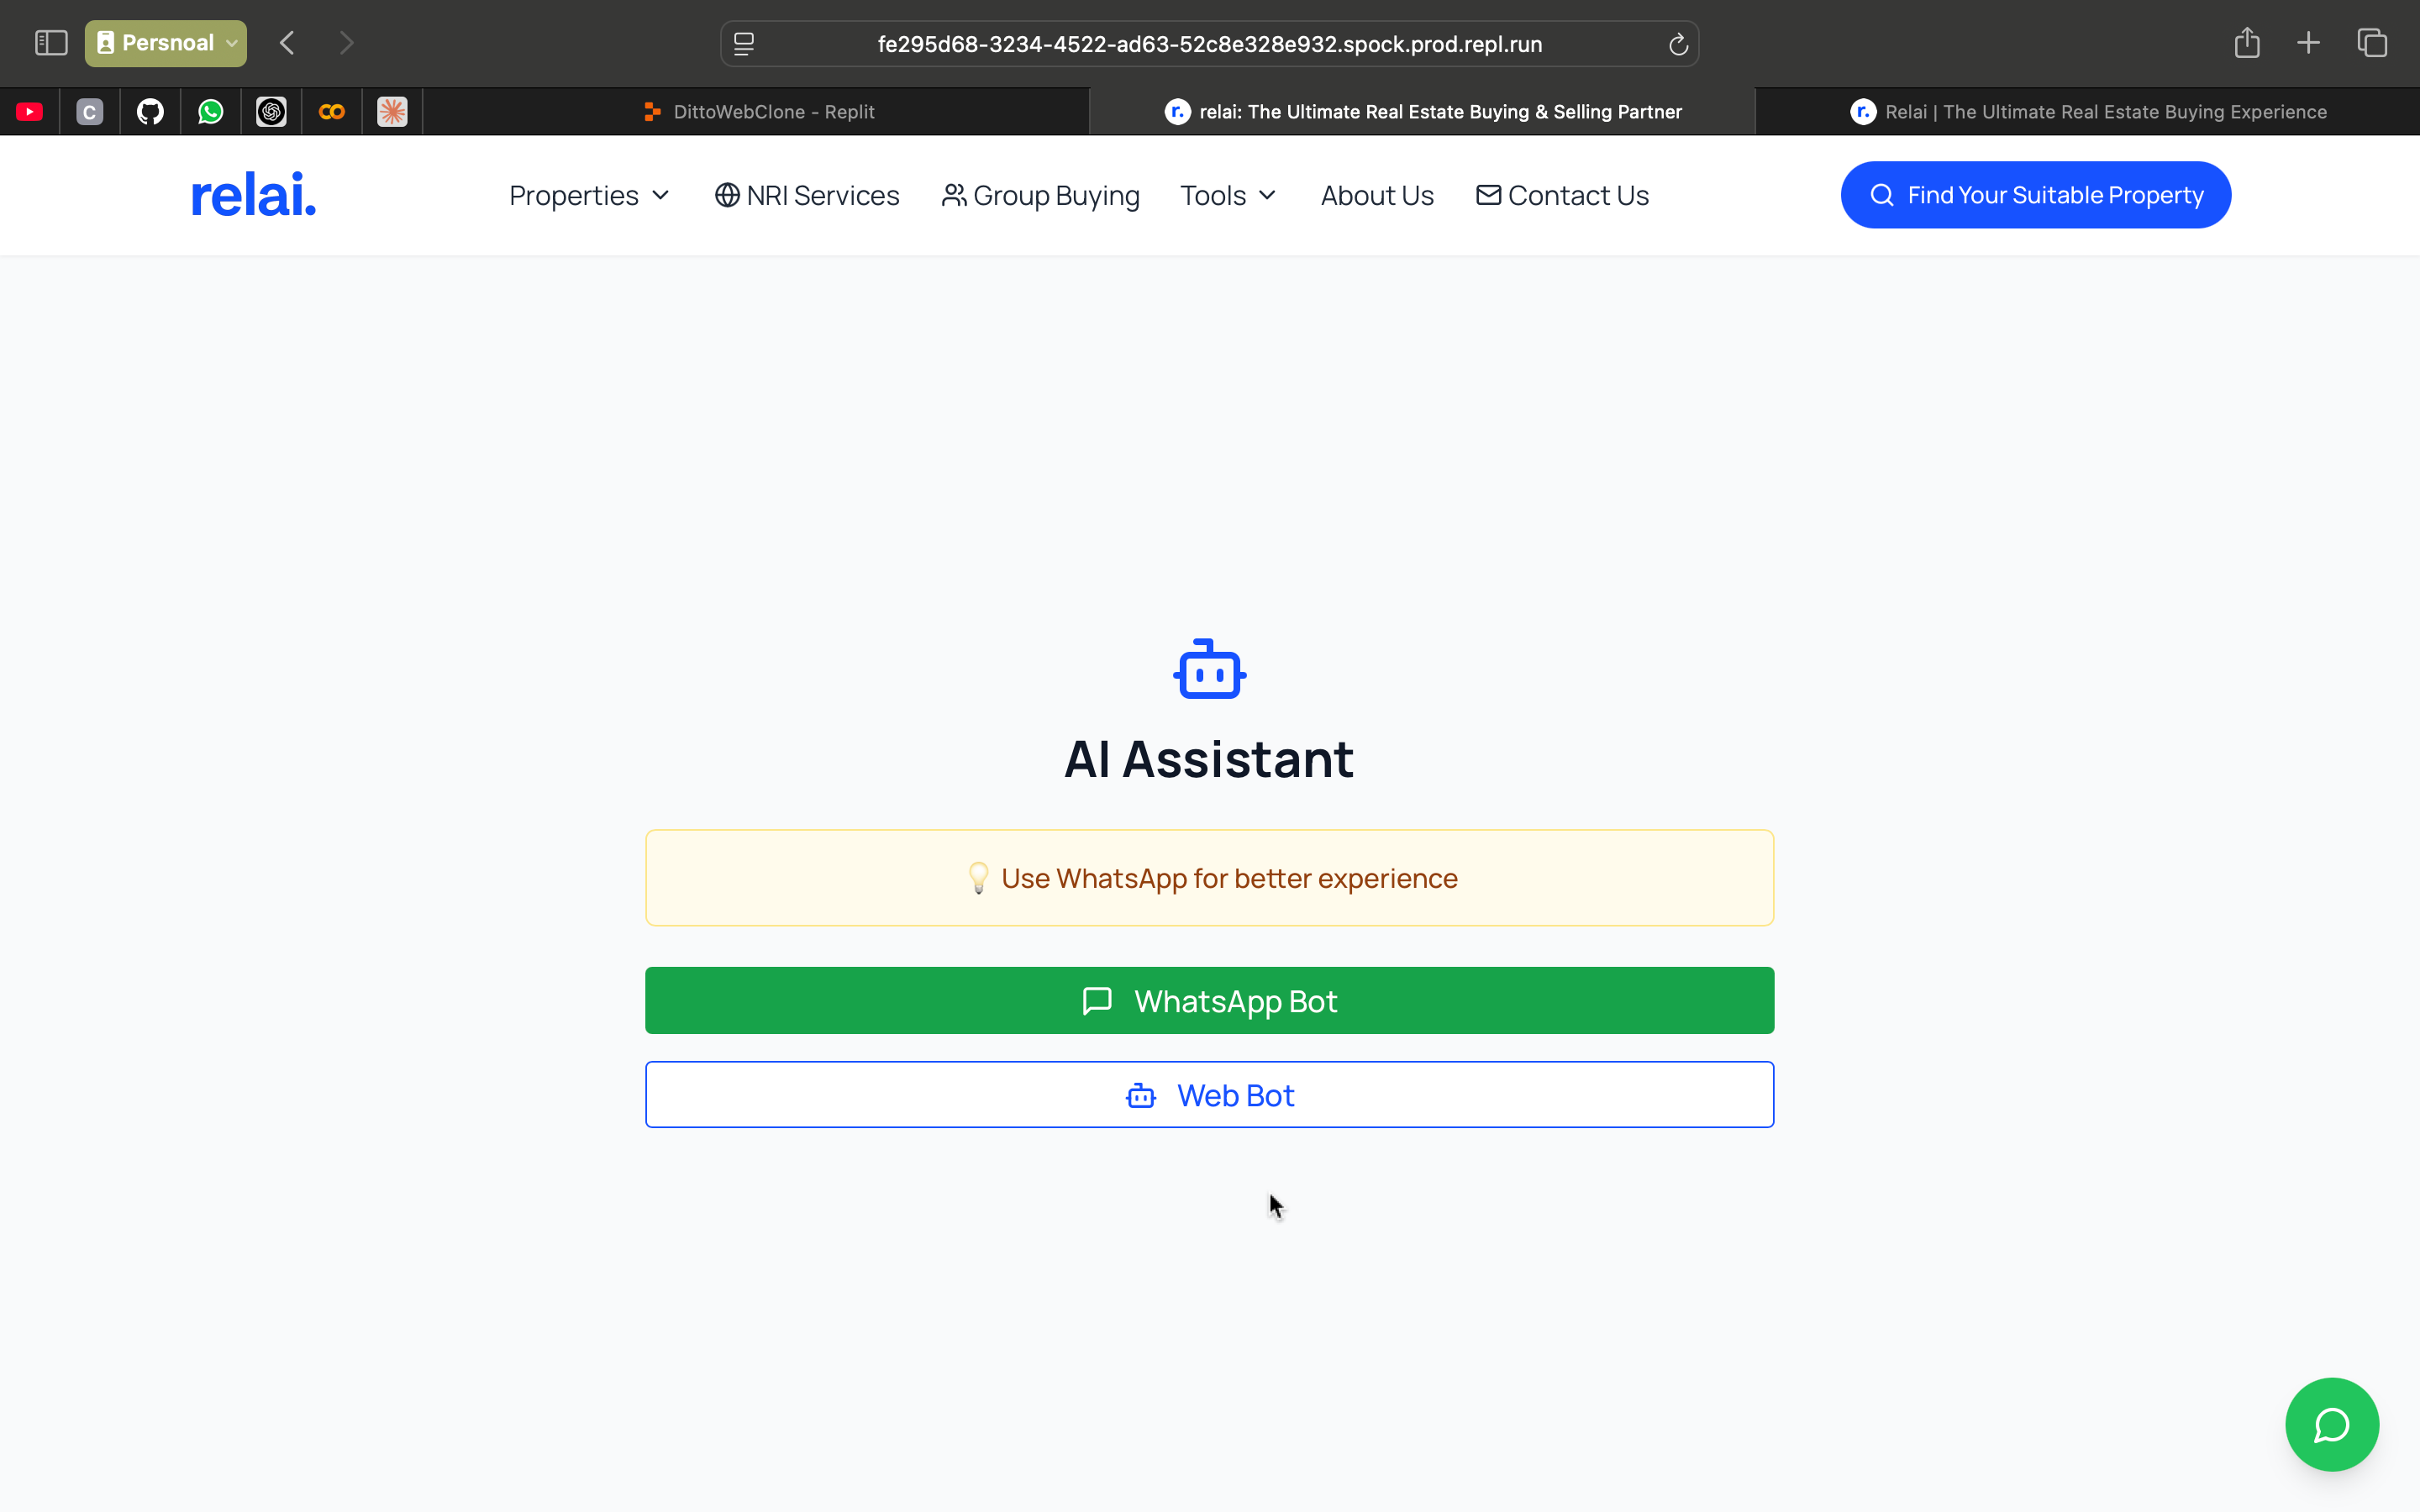 Persnoal
fe295d68-3234-4522-ad63-52c8e328e932.spock.prod.repl.run
C
DittoWebClone - Replit
r. relai: The Ultimate Real Estate Buying & Selling Partner
r. Relai | The Ultimate Real Estate Buying Experience
relai.
Properties NRI Services Group Buying Tools About Us Contact Us
Find Your Suitable Property
AI Assistant
💡 Use WhatsApp for better experience
WhatsApp Bot
Web Bot